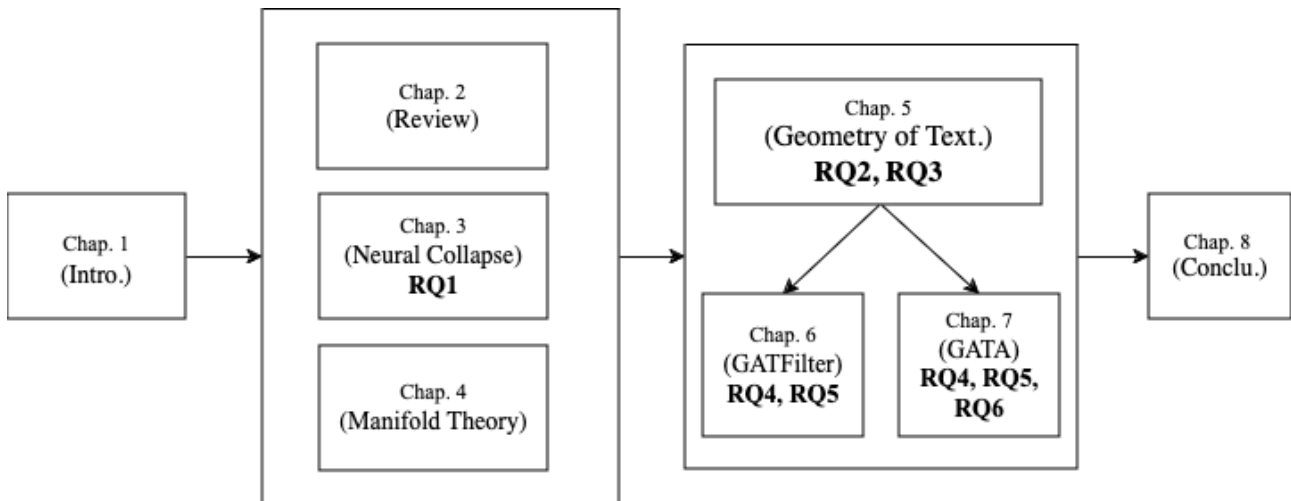 Chap. 1
(Intro.)
Chap. 2
(Review)
Chap. 3
(Neural Collapse)
RQ1
Chap. 4
(Manifold Theory)
Chap. 5
(Geometry of Text.)
RQ2, RQ3
Chap. 6
(GATFilter)
RQ4, RQ5
Chap. 7
(GATA)
RQ4, RQ5,
RQ6
Chap. 8
(Conclu.)